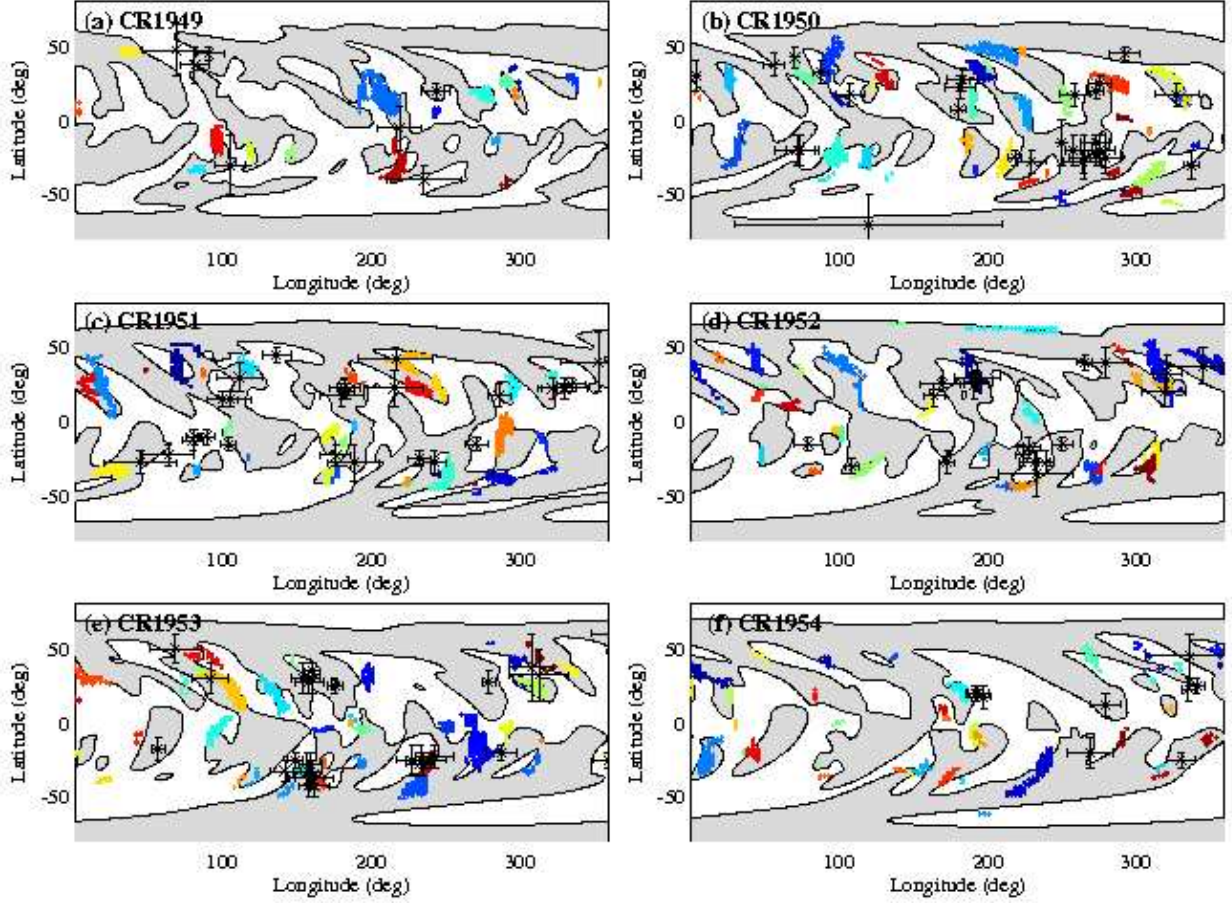 (a) CR1949
50
0
-50
Latitude (deg)
100
200
300
Longitude (deg)
(b) CR1950
50
0
-50
Latitude (deg)
100
200
300
Longitude (deg)
(c) CR1951
50
0
-50
Latitude (deg)
100
200
300
Longitude (deg)
(d) CR1952
50
0
-50
Latitude (deg)
100
200
300
Longitude (deg)
(e) CR1953
50
0
-50
Latitude (deg)
100
200
300
Longitude (deg)
(f) CR1954
50
0
-50
Latitude (deg)
100
200
300
Longitude (deg)